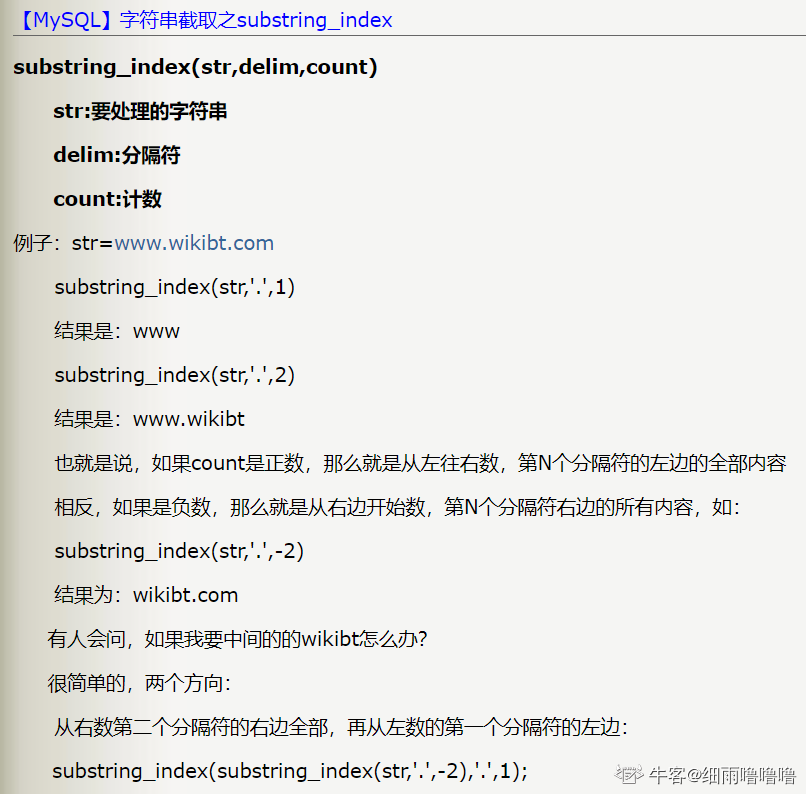 【MySQL】字符串截取之substring_index
substring_index(str,delim,count)
str:要处理的字符串
delim:分隔符
count:计数
例子：str=www.wikibt.com
substring_index(str,'.',1)
结果是：www
substring_index(str,'.',2)
结果是：www.wikibt
也就是说，如果count是正数，那么就是从左往右数，第N个分隔符的左边的全部内容
相反，如果是负数，那么就是从右边开始数，第N个分隔符右边的所有内容，如：
substring_index(str,'.',-2)
结果为：wikibt.com
有人会问，如果我要中间的的wikibt怎么办?
很简单的，两个方向：
从右数第二个分隔符的右边全部，再从左数的第一个分隔符的左边：
substring_index(substring_index(str,'.',-2),'.',1);
牛客@细雨噜噜噜